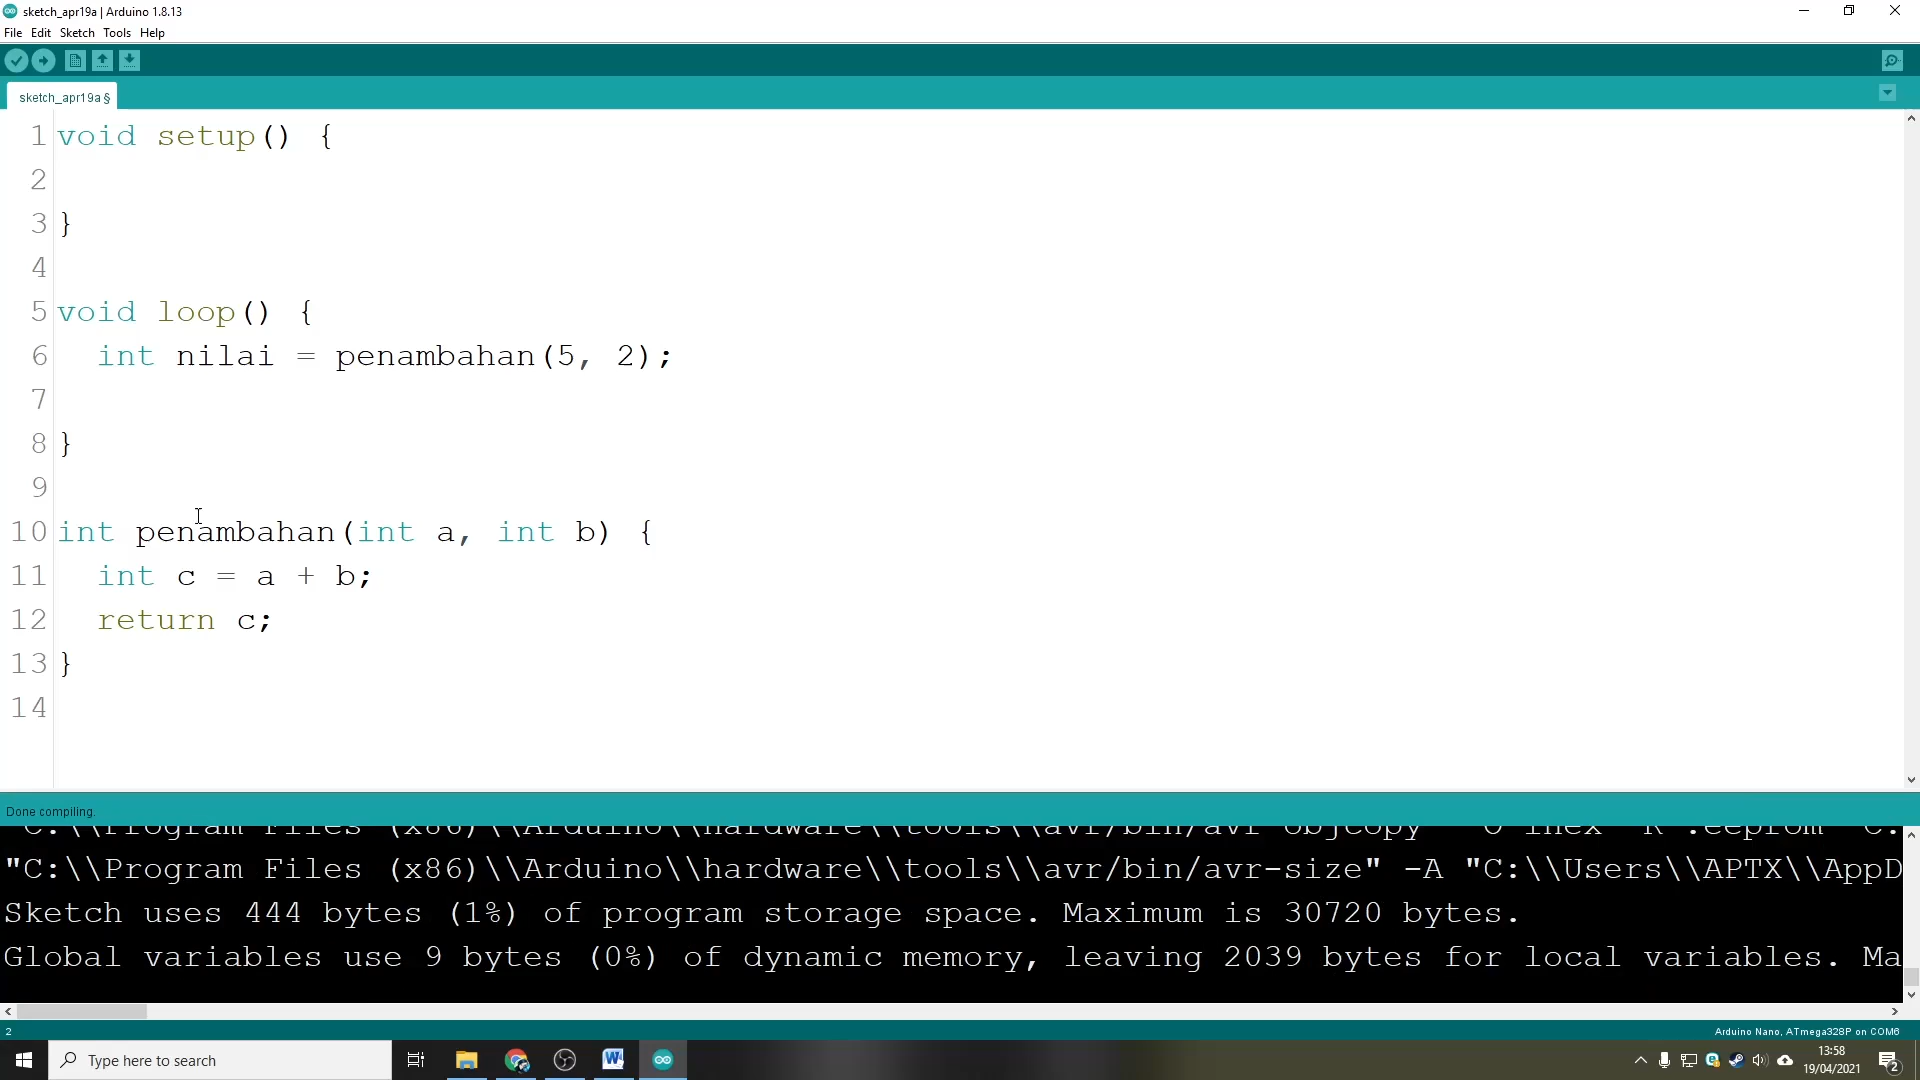 sketch_apr19a | Arduino 1.8.13
File Edit Sketch Tools Help
sketch_apr19a §
1 void setup() {
2
3 }
4
5 void loop() {
6 int nilai = penambahan(5, 2);
7
8 }
9
10 int penambahan(int a, int b) {
11 int c = a + b;
12 return c;
13 }
14
Done compiling.
"C:\\Program Files (x86)\\Arduino\\hardware\\tools\\avr/bin/avr-size" -A "C:\\Users\\APTX\\AppD
Sketch uses 444 bytes (1%) of program storage space. Maximum is 30720 bytes.
Global variables use 9 bytes (0%) of dynamic memory, leaving 2039 bytes for local variables. Ma
2
Arduino Nano, ATmega328P on COM6
Type here to search
13:58
19/04/2021
2